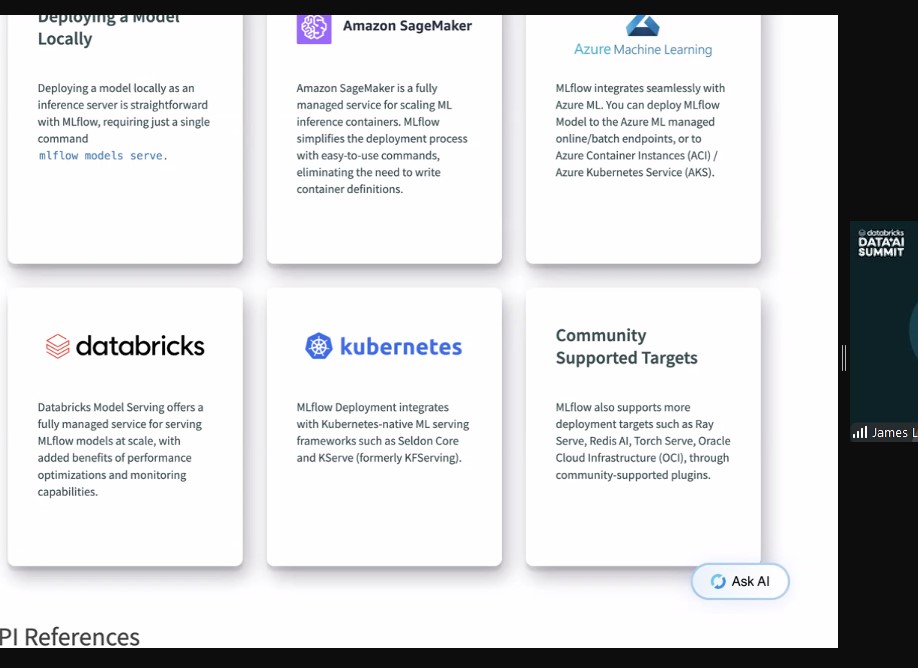 Deploying a Model
Locally
Deploying a model locally as an
inference server is straightforward
with MLflow, requiring just a single
command
mlflow models serve.
Amazon SageMaker
Amazon SageMaker is a fully
managed service for scaling ML
inference containers. MLflow
simplifies the deployment process
with easy-to-use commands,
eliminating the need to write
container definitions.
Azure Machine Learning
MLflow integrates seamlessly with
Azure ML. You can deploy MLflow
Model to the Azure ML managed
online/batch endpoints, or to
Azure Container Instances (ACI) /
Azure Kubernetes Service (AKS).
databricks
Databricks Model Serving offers a
fully managed service for serving
MLflow models at scale, with
added benefits of performance
optimizations and monitoring
capabilities.
kubernetes
MLflow Deployment integrates
with Kubernetes-native ML serving
frameworks such as Seldon Core
and KServe (formerly KFServing).
Community
Supported Targets
MLflow also supports more
deployment targets such as Ray
Serve, Redis AI, Torch Serve, Oracle
Cloud Infrastructure (OCI), through
community-supported plugins.
Ask AI
PI References
databricks
DATA+AI
SUMMIT
James L